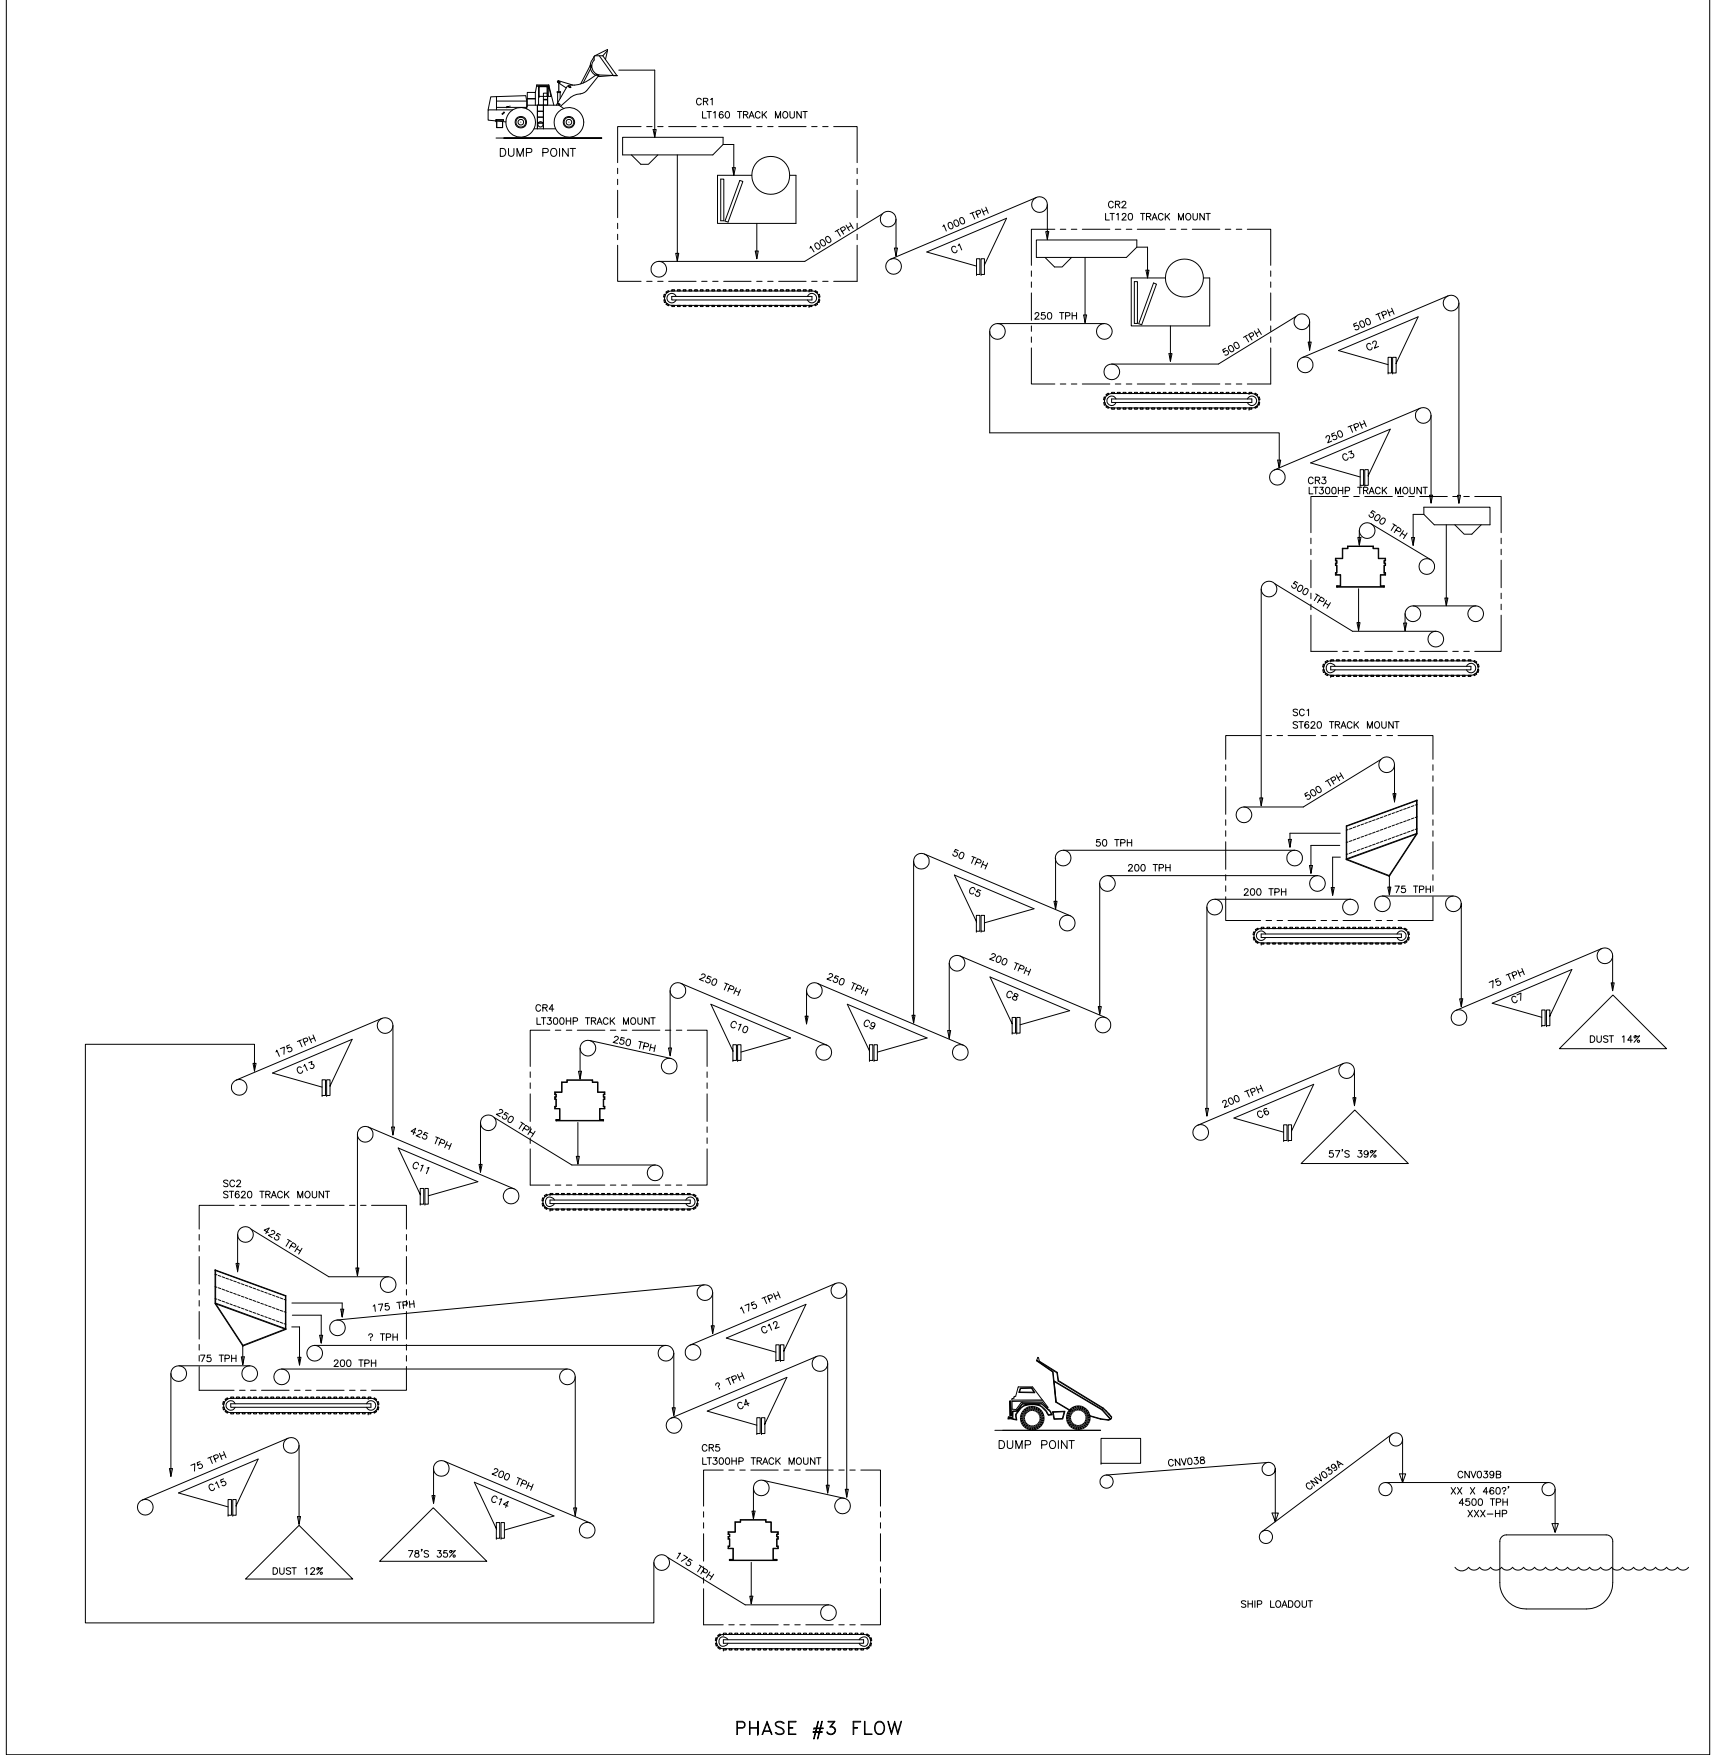 DUMP POINT
CR1
LT160 TRACK MOUNT
1000 TPH
1000 TPH
C1
CR2
LT120 TRACK MOUNT
250 TPH
500 TPH
500 TPH
C2
250 TPH
C3
CR3
LT300HP TRACK MOUNT
500 TPH
500 TPH
SC1
ST620 TRACK MOUNT
500 TPH
50 TPH
200 TPH
200 TPH
75 TPH
50 TPH
C5
200 TPH
C8
250 TPH
C9
250 TPH
C10
75 TPH
C7
DUST 14%
200 TPH
C6
57'S 39%
CR4
LT300HP TRACK MOUNT
250 TPH
250 TPH
175 TPH
C13
425 TPH
C11
SC2
ST620 TRACK MOUNT
425 TPH
175 TPH
? TPH
75 TPH
200 TPH
175 TPH
C12
? TPH
C4
75 TPH
C15
DUST 12%
200 TPH
C14
78'S 35%
CR5
LT300HP TRACK MOUNT
175 TPH
DUMP POINT
CNV038
CNV039A
CNV039B
XX X 460?'
4500 TPH
XXX-HP
SHIP LOADOUT
PHASE #3 FLOW